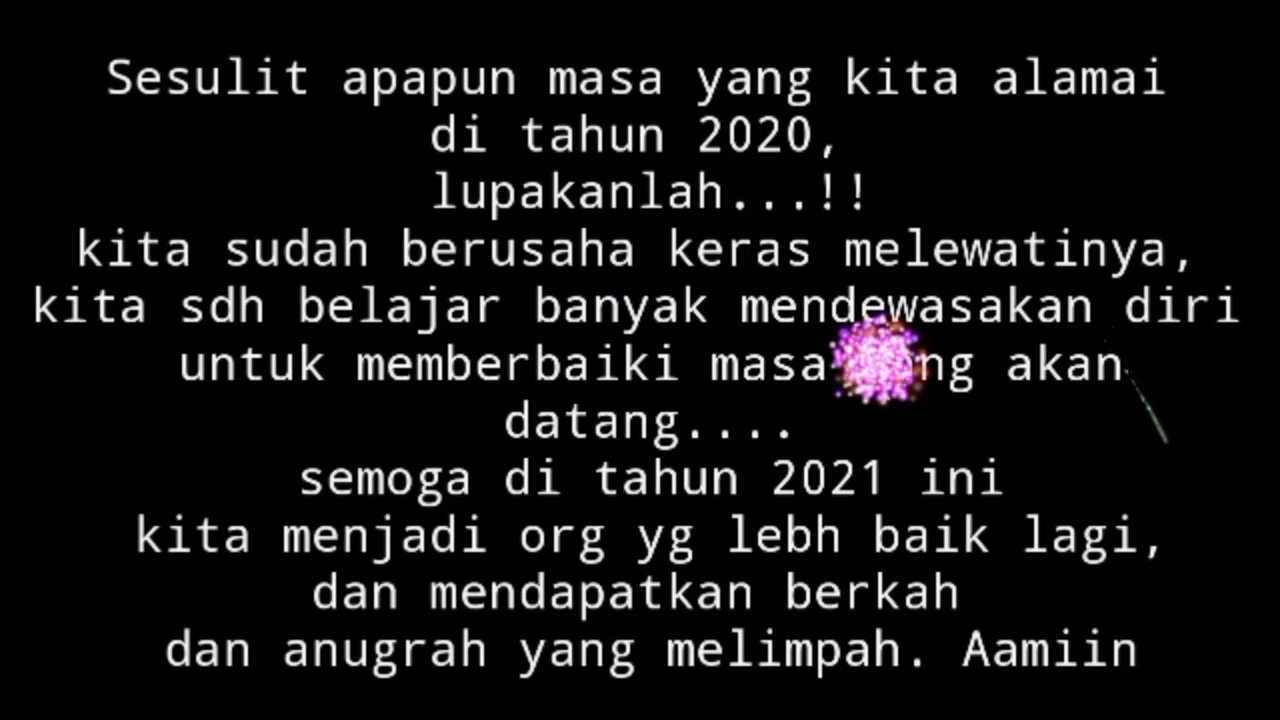 Sesulit apapun masa yang kita alamai
di tahun 2020,
lupakanlah...!!
kita sudah berusaha keras melewatinya,
kita sdh belajar banyak mendewasakan diri
untuk memberbaiki masa yang akan
datang....
semoga di tahun 2021 ini
kita menjadi org yg lebh baik lagi,
dan mendapatkan berkah
dan anugrah yang melimpah. Aamiin